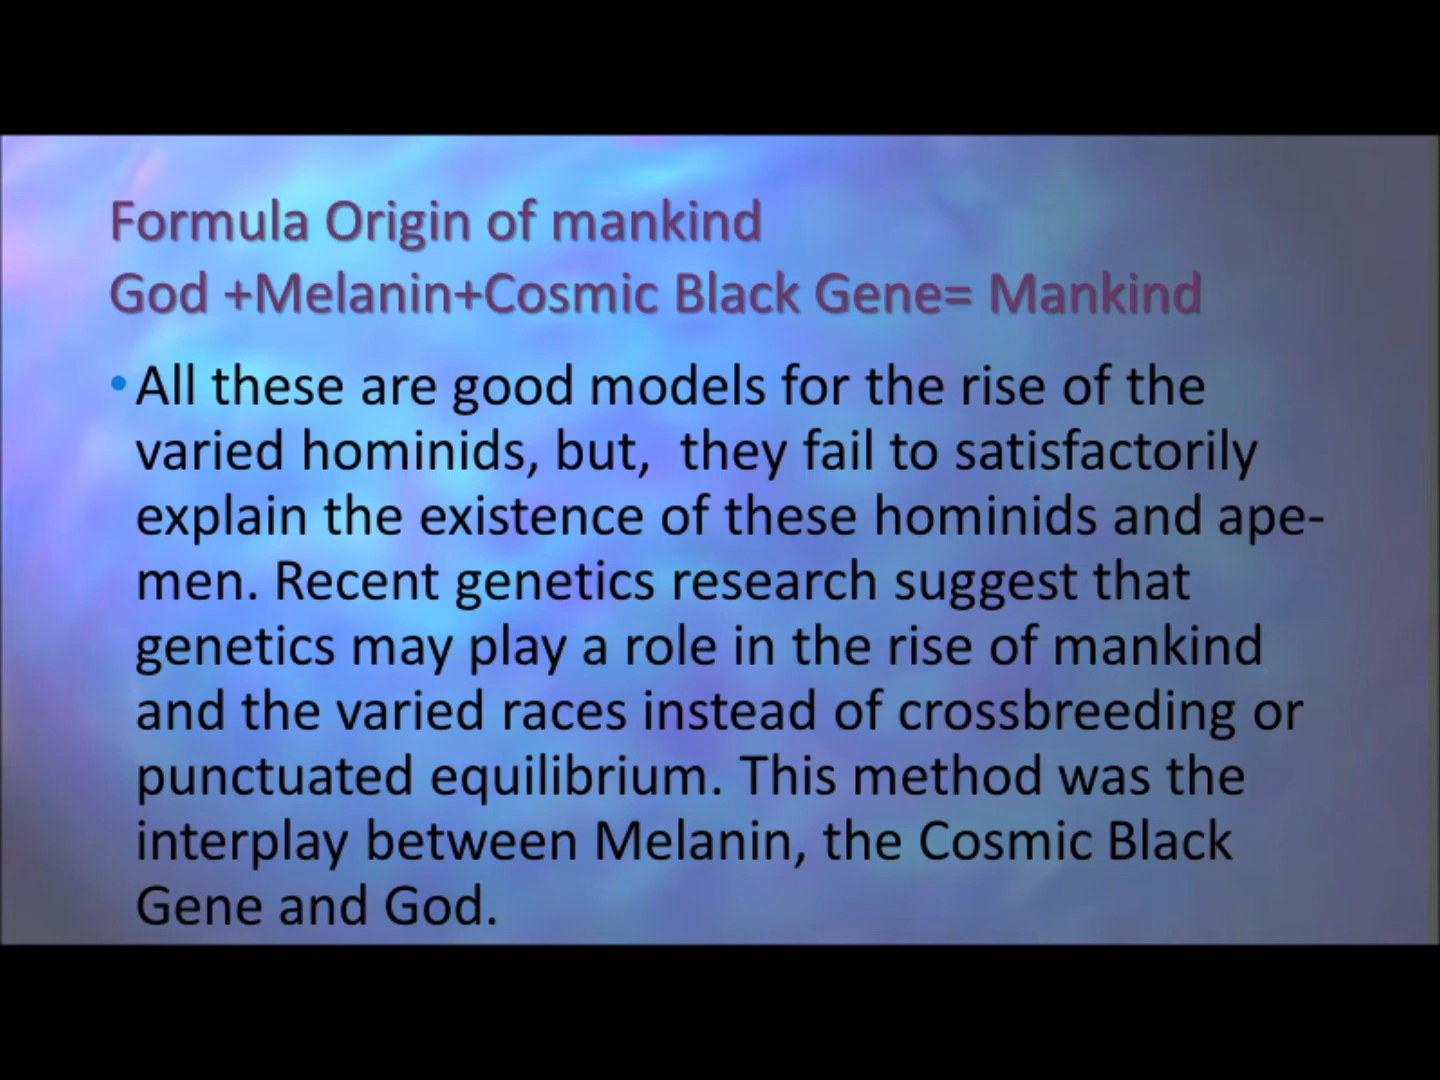 Formula Origin of mankind
God +Melanin+Cosmic Black Gene= Mankind
•All these are good models for the rise of the
varied hominids, but,  they fail to satisfactorily
explain the existence of these hominids and ape-
men. Recent genetics research suggest that
genetics may play a role in the rise of mankind
and the varied races instead of crossbreeding or
punctuated equilibrium. This method was the
interplay between Melanin, the Cosmic Black
Gene and God.